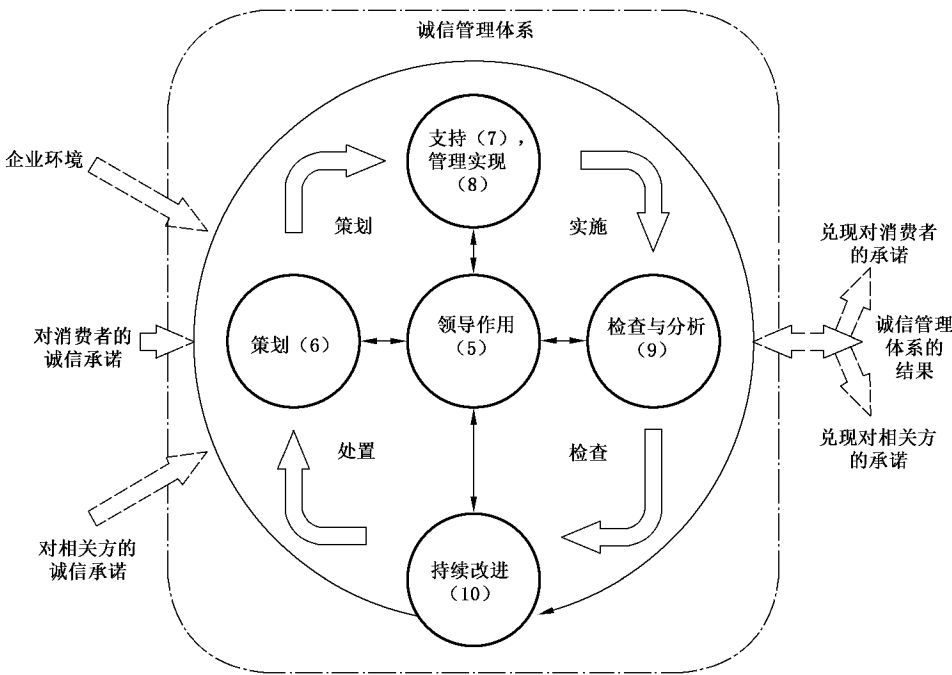 诚信管理体系
支持（7），
管理实现
（8）
企业环境
策划
实施
兑现对消费者
的承诺
对消费者的
诚信承诺
策划（6）
领导作用
（5）
检查与分析
（9）
诚信管理
体系的
结果
处置
检查
兑现对相关方
的承诺
对相关方的
诚信承诺
持续改进
（10）